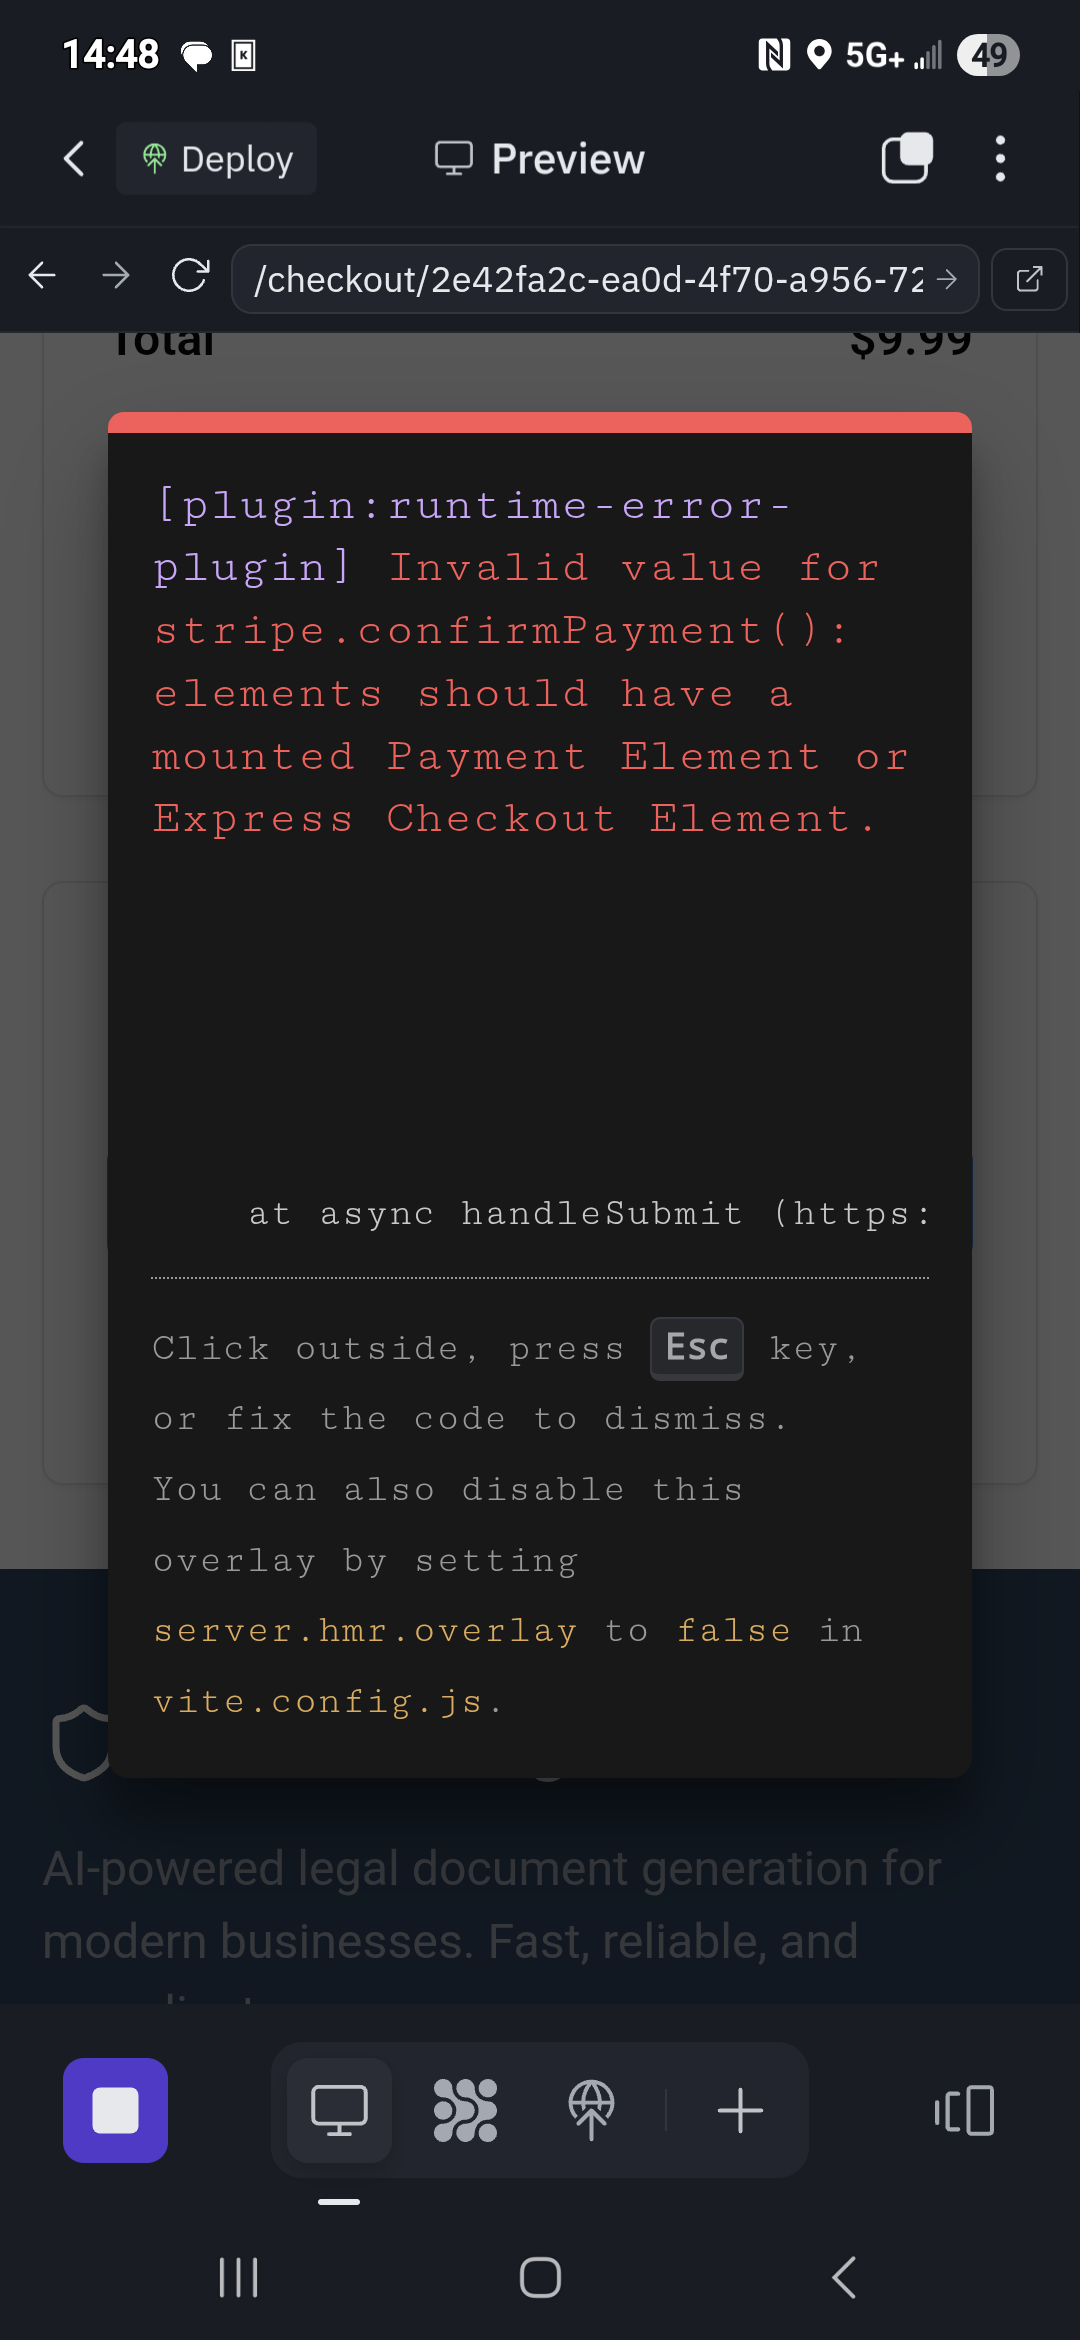 14:48
5G+
49
Deploy
Preview
/checkout/2e42fa2c-ea0d-4f70-a956-72
Total $9.99
[plugin:runtime-error-
plugin] Invalid value for
stripe.confirmPayment():
elements should have a
mounted Payment Element or
Express Checkout Element.
at async handleSubmit (https:
Click outside, press Esc key,
or fix the code to dismiss.
You can also disable this
overlay by setting
server.hmr.overlay to false in
vite.config.js.
AI-powered legal document generation for
modern businesses. Fast, reliable, and